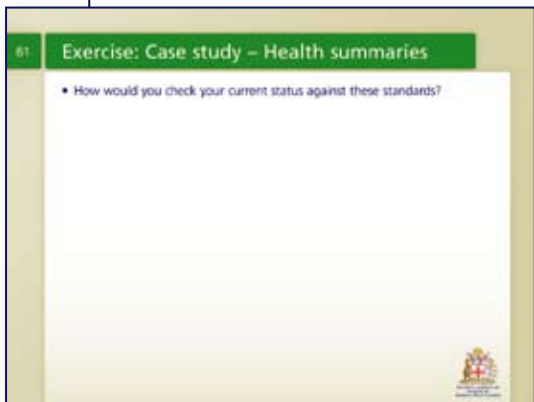 61
Exercise: Case study – Health summaries
• How would you check your current status against these standards?